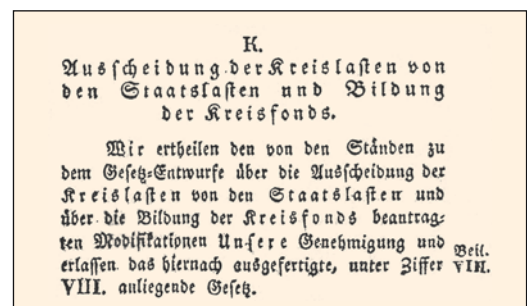 K.
Ausscheidung der Kreislasten von
den Staatslasten und Bildung
der Kreisfonds.
Wir ertheilen den von den Ständen zu
dem Gesetz-Entwurfe über die Ausscheidung der
Kreislasten von den Staatslasten und
über die Bildung der Kreisfonds beantrag-
ten Modifikationen Unsere Genehmigung und
erlassen das hiernach ausgefertigte, unter Ziffer
VIII. anliegende Gesetz.
Beil.
VIII.